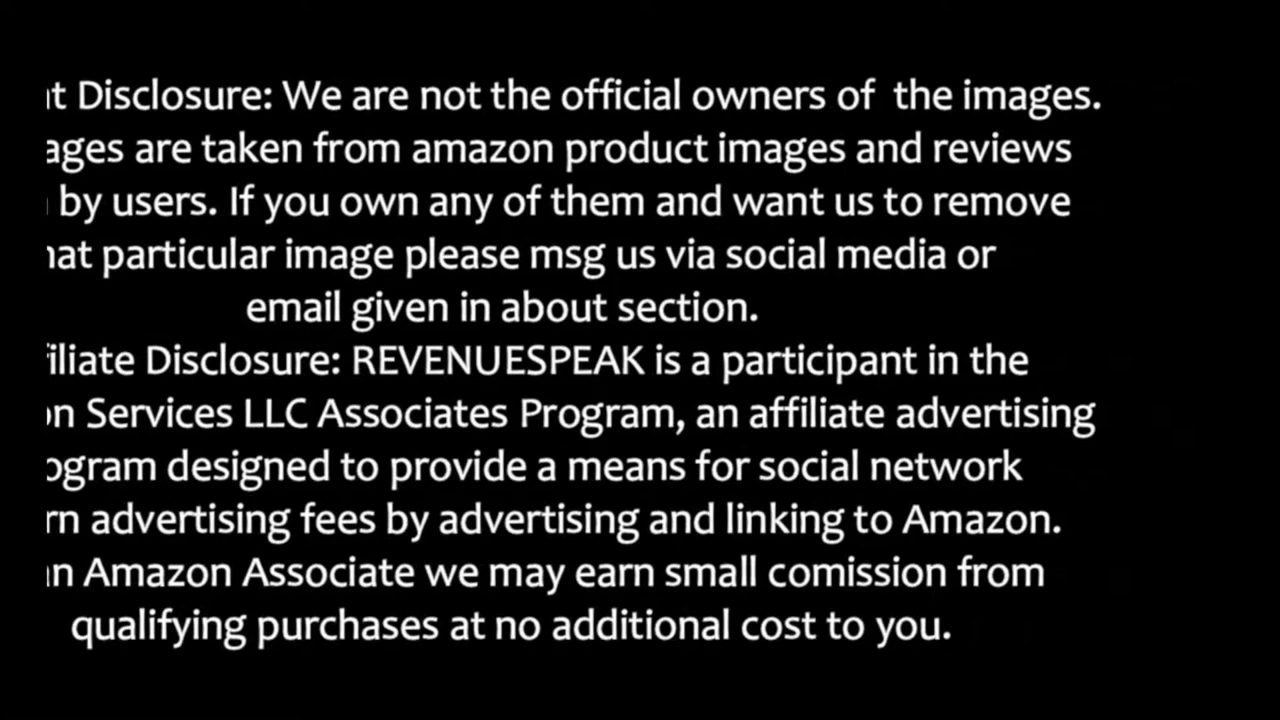 t Disclosure: We are not the official owners of the images.
ages are taken from amazon product images and reviews
by users. If you own any of them and want us to remove
hat particular image please msg us via social media or
email given in about section.
filiate Disclosure: REVENUESPEAK is a participant in the
on Services LLC Associates Program, an affiliate advertising
ogram designed to provide a means for social network
rn advertising fees by advertising and linking to Amazon.
an Amazon Associate we may earn small comission from
qualifying purchases at no additional cost to you.